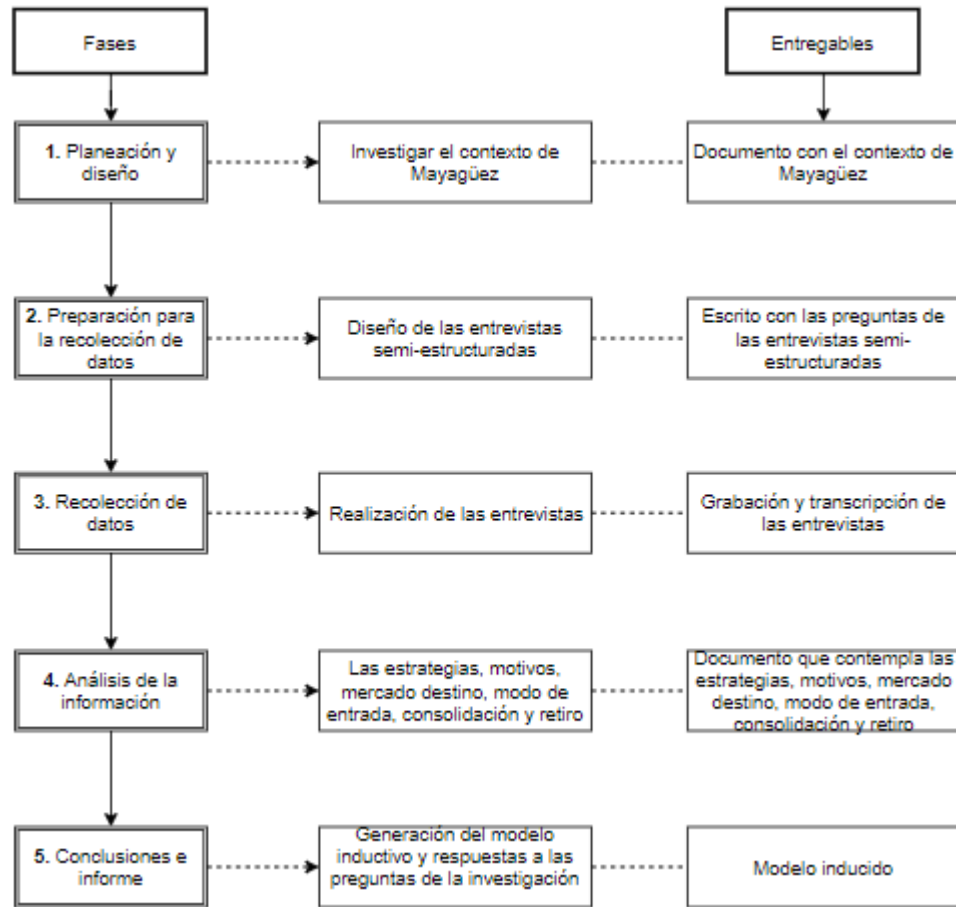 Fases
Entregables
1. Planeación y
diseño
Investigar el contexto de
Mayagüez
Documento con el contexto de
Mayagüez
2. Preparación para
la recolección de
datos
Diseño de las entrevistas
semi-estructuradas
Escrito con las preguntas de
las entrevistas semi-
estructuradas
3. Recolección de
datos
Realización de las entrevistas
Grabación y transcripción de
las entrevistas
4. Análisis de la
información
Las estrategias, motivos,
mercado destino, modo de
entrada, consolidación y retiro
Documento que contempla las
estrategias, motivos, mercado
destino, modo de entrada,
consolidación y retiro
5. Conclusiones e
informe
Generación del modelo
inductivo y respuestas a las
preguntas de la investigación
Modelo inducido